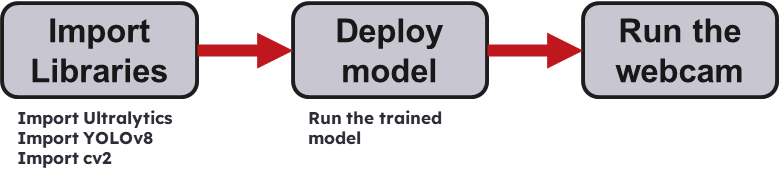 Import
Libraries
Deploy
model
Run the
webcam
Import Ultralytics
Import YOLOv8
Import cv2
Run the trained
model